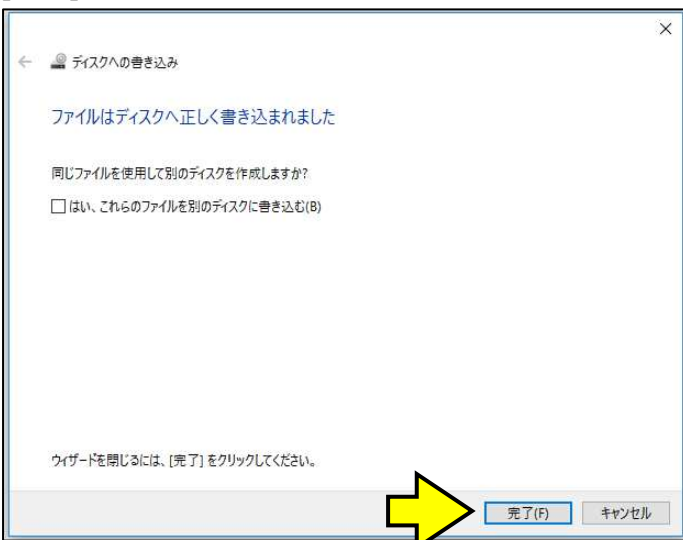 ディスクへの書き込み
ファイルはディスクへ正しく書き込まれました
同じファイルを使用して別のディスクを作成しますか?
はい、これらのファイルを別のディスクに書き込む(B)
ウィザードを閉じるには、[完了] をクリックしてください。
完了(F) キャンセル